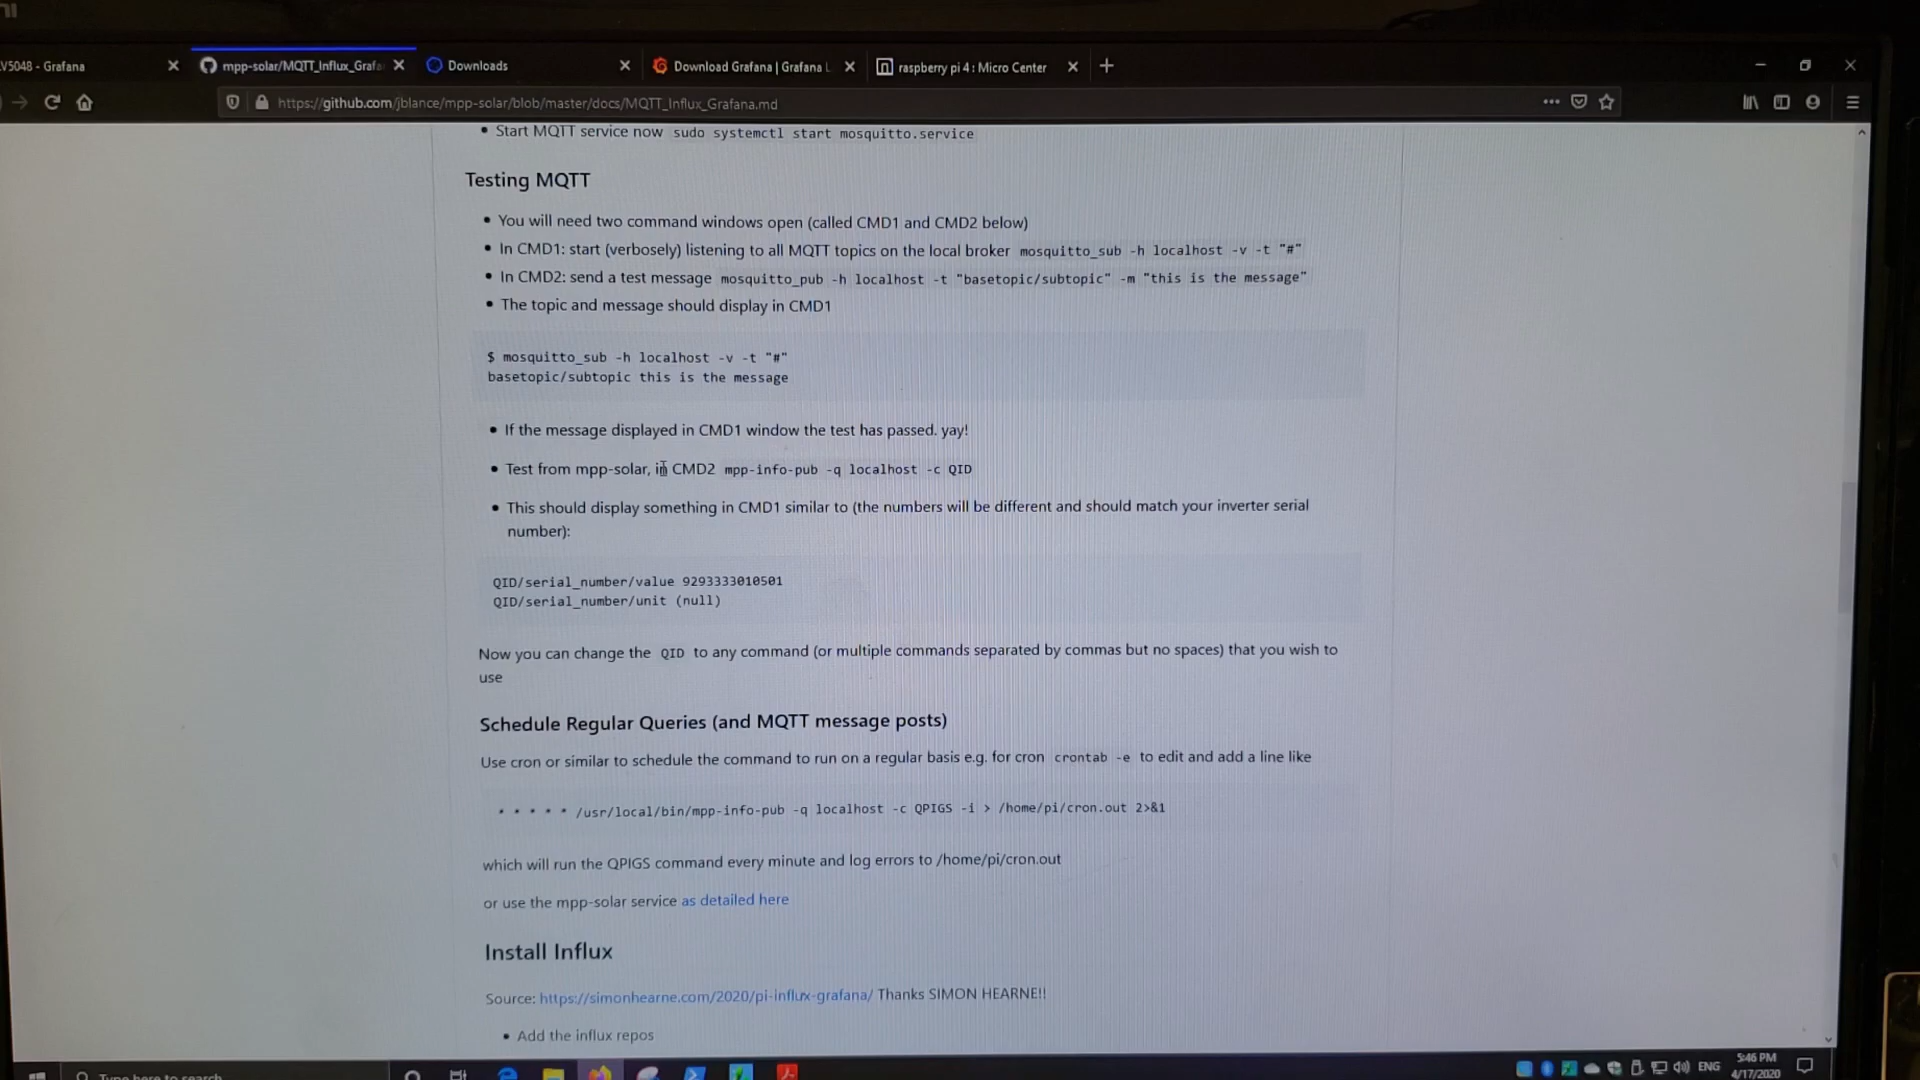 V5048 - Grafana
mpp-solar/MQTT_Influx_Grafa
Downloads
Download Grafana | Grafana L
raspberry pi 4 : Micro Center
https://github.com/jblance/mpp-solar/blob/master/docs/MQTT_Influx_Grafana.md
• Start MQTT service now sudo systemctl start mosquitto.service
Testing MQTT
• You will need two command windows open (called CMD1 and CMD2 below)
• In CMD1: start (verbosely) listening to all MQTT topics on the local broker mosquitto_sub -h localhost -v -t "#"
• In CMD2: send a test message mosquitto_pub -h localhost -t "basetopic/subtopic" -m "this is the message"
• The topic and message should display in CMD1
$ mosquitto_sub -h localhost -v -t "#"
basetopic/subtopic this is the message
• If the message displayed in CMD1 window the test has passed. yay!
• Test from mpp-solar, in CMD2 mpp-info-pub -q localhost -c QID
• This should display something in CMD1 similar to (the numbers will be different and should match your inverter serial
number):
QID/serial_number/value 9293333010501
QID/serial_number/unit (null)
Now you can change the QID to any command (or multiple commands separated by commas but no spaces) that you wish to
use
Schedule Regular Queries (and MQTT message posts)
Use cron or similar to schedule the command to run on a regular basis e.g. for cron crontab -e to edit and add a line like
* * * * * /usr/local/bin/mpp-info-pub -q localhost -c QPIGS -i > /home/pi/cron.out 2>&1
which will run the QPIGS command every minute and log errors to /home/pi/cron.out
or use the mpp-solar service as detailed here
Install Influx
Source: https://simonhearne.com/2020/pi-influx-grafana/ Thanks SIMON HEARNE!!
• Add the influx repos
Type here to search
ENG
5:46 PM
4/17/2020